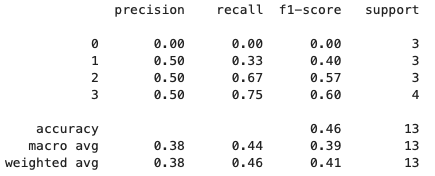 precision recall f1-score support
0 0.00 0.00 0.00 3
1 0.50 0.33 0.40 3
2 0.50 0.67 0.57 3
3 0.50 0.75 0.60 4
accuracy 0.46 13
macro avg 0.38 0.44 0.39 13
weighted avg 0.38 0.46 0.41 13